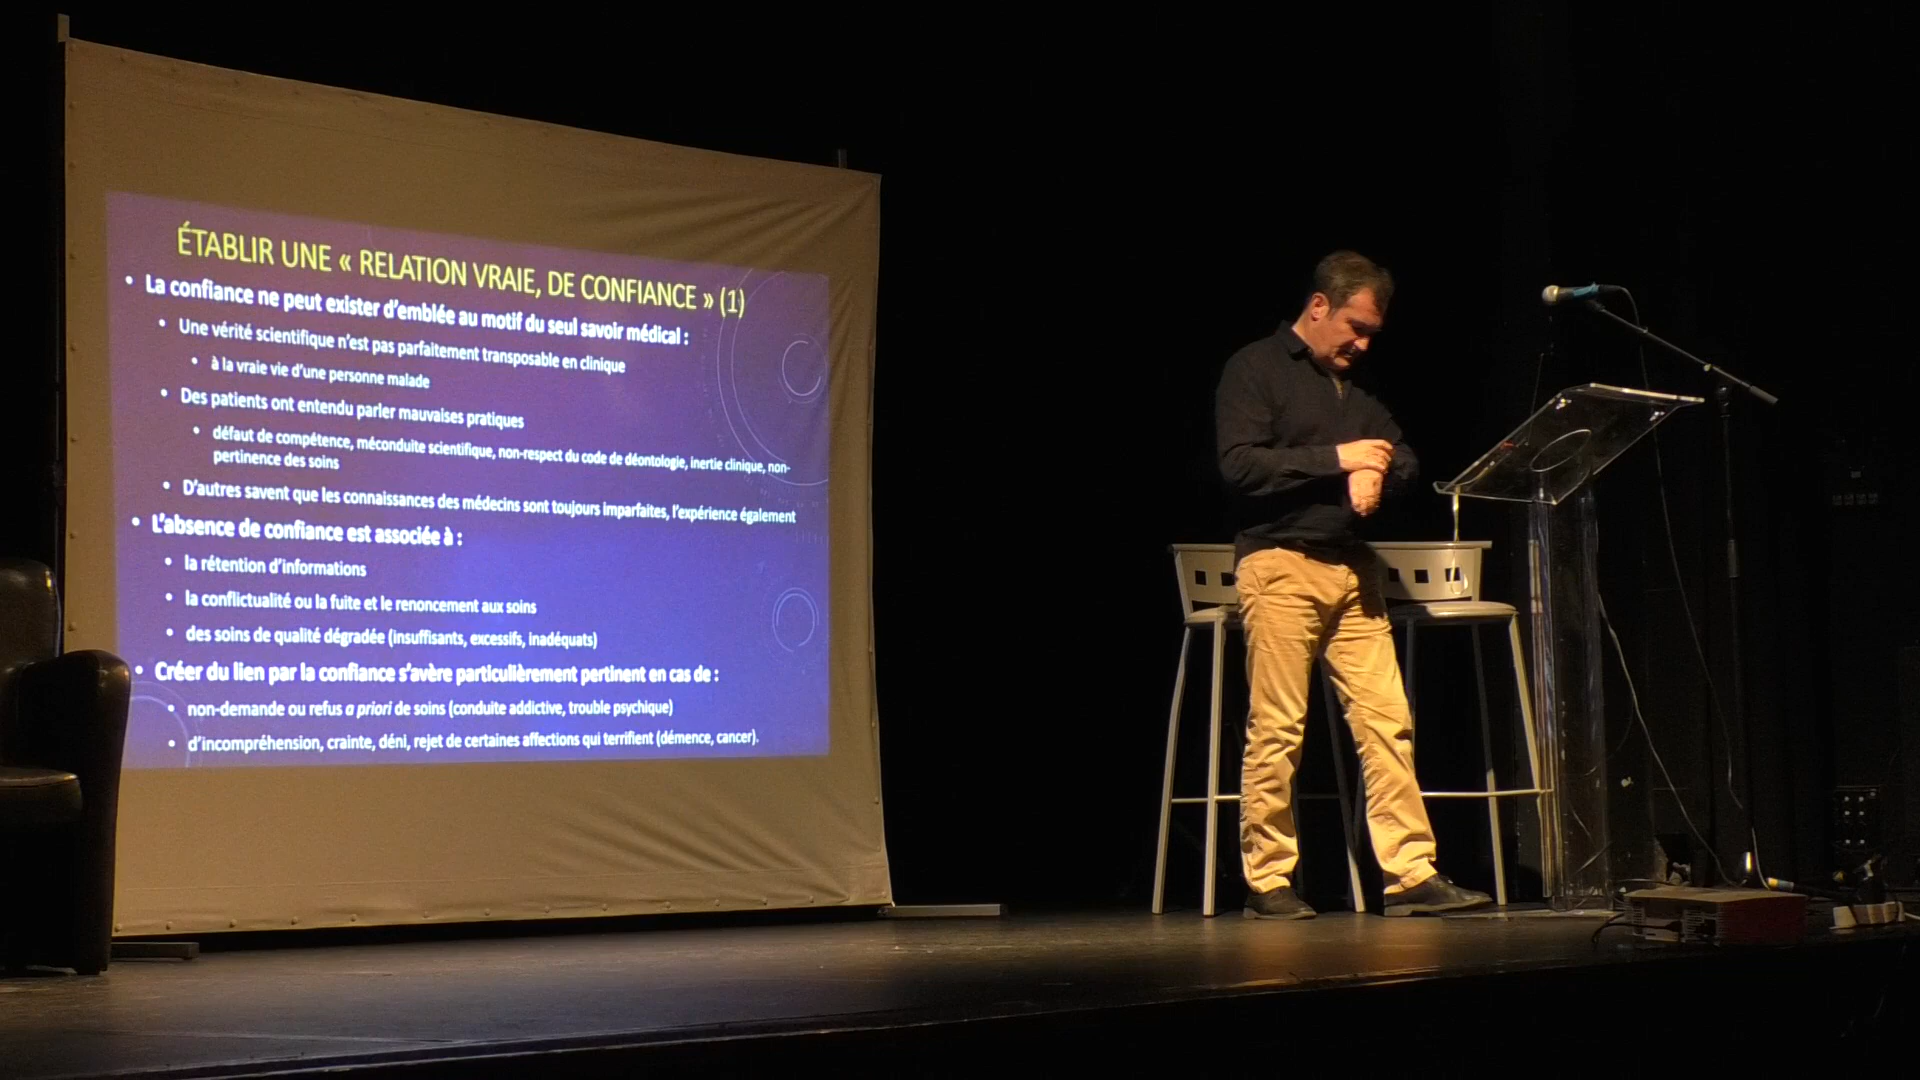 ÉTABLIR UNE « RELATION VRAIE, DE CONFIANCE » (1)
• La confiance ne peut exister d'emblée au motif du seul savoir médical :
• Une vérité scientifique n'est pas parfaitement transposable en clinique
• à la vraie vie d'une personne malade
• Des patients ont entendu parler mauvaises pratiques
• défaut de compétence, méconduite scientifique, non-respect du code de déontologie, inertie clinique, non-
pertinence des soins
• D'autres savent que les connaissances des médecins sont toujours imparfaites, l'expérience également
• L'absence de confiance est associée à :
• la rétention d'informations
• la conflictualité ou la fuite et le renoncement aux soins
• des soins de qualité dégradée (insuffisants, excessifs, inadéquats)
• Créer du lien par la confiance s'avère particulièrement pertinent en cas de :
• non-demande ou refus a priori de soins (conduite addictive, trouble psychique)
• d'incompréhension, crainte, déni, rejet de certaines affections qui terrifient (démence, cancer).